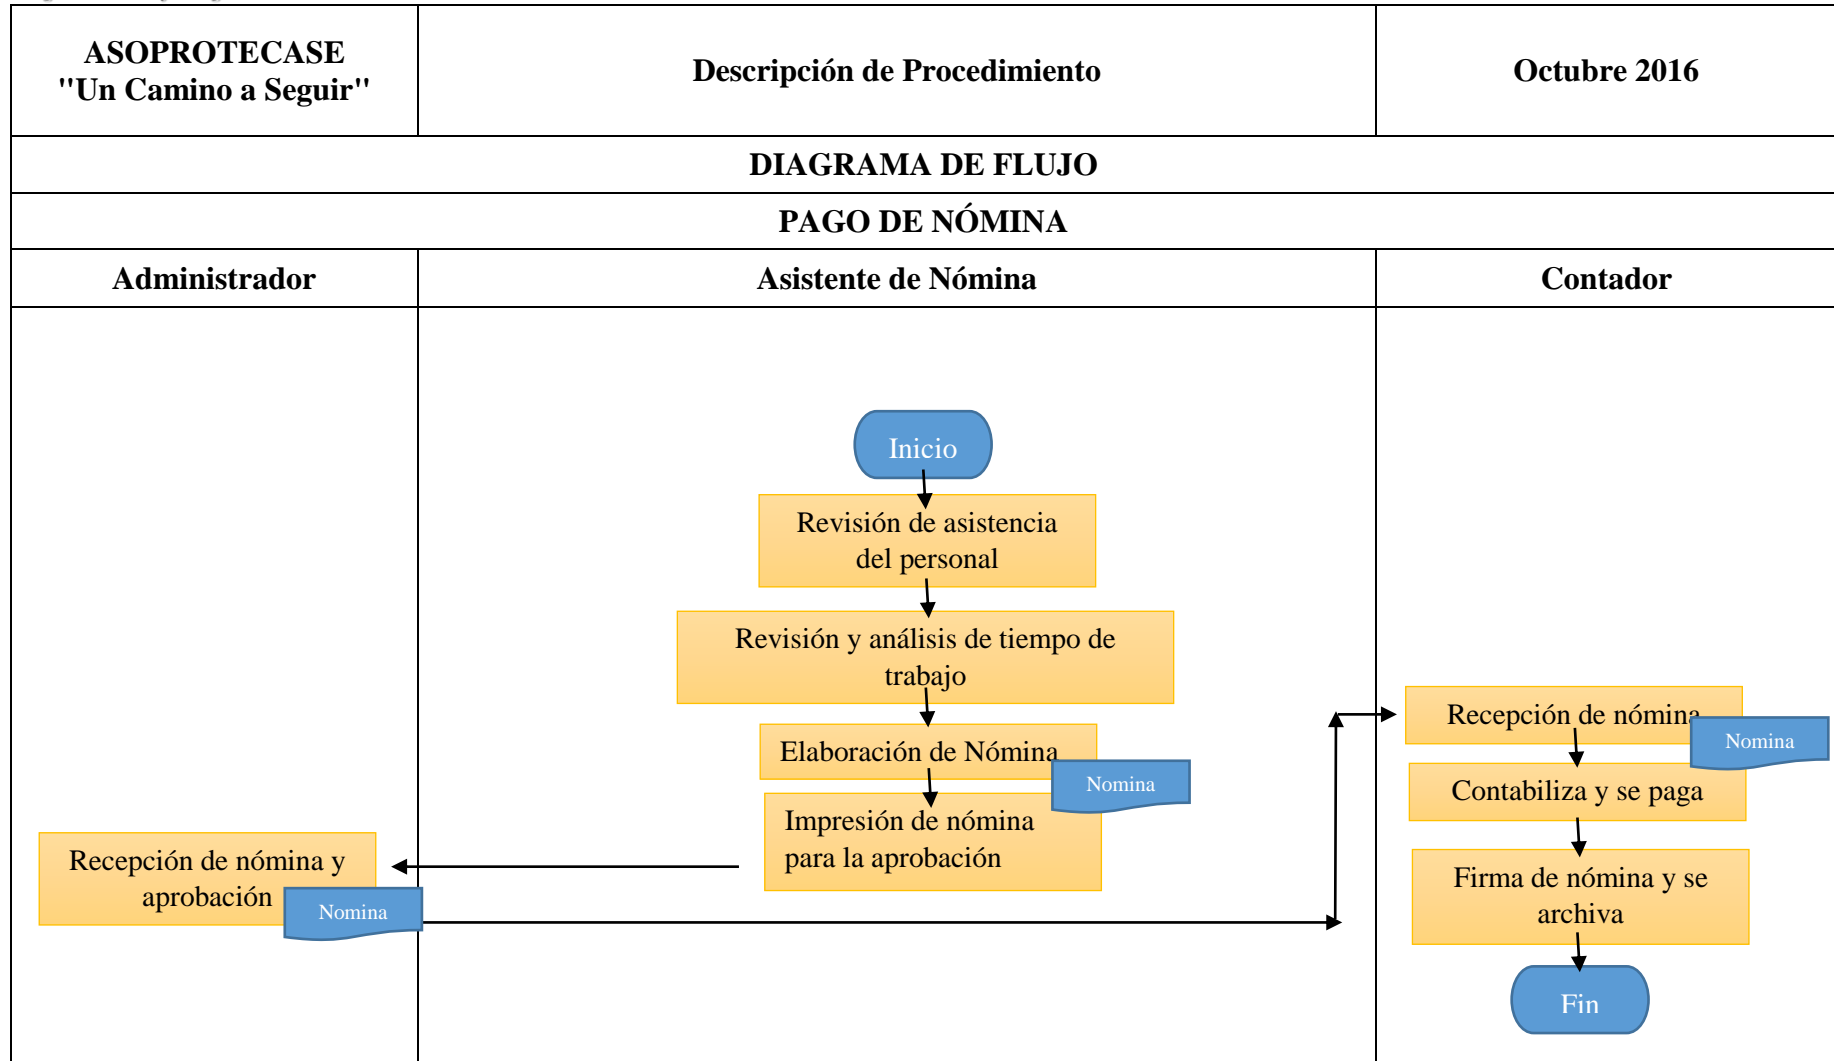 ASOPROTECASE
"Un Camino a Seguir"
Descripción de Procedimiento
Octubre 2016
DIAGRAMA DE FLUJO
PAGO DE NÓMINA
Administrador
Asistente de Nómina
Contador
Inicio
Revisión de asistencia
del personal
Revisión y análisis de tiempo de
trabajo
Elaboración de Nómina
Nomina
Impresión de nómina
para la aprobación
Recepción de nómina y
aprobación
Nomina
Recepción de nómina
Nomina
Contabiliza y se paga
Firma de nómina y se
archiva
Fin